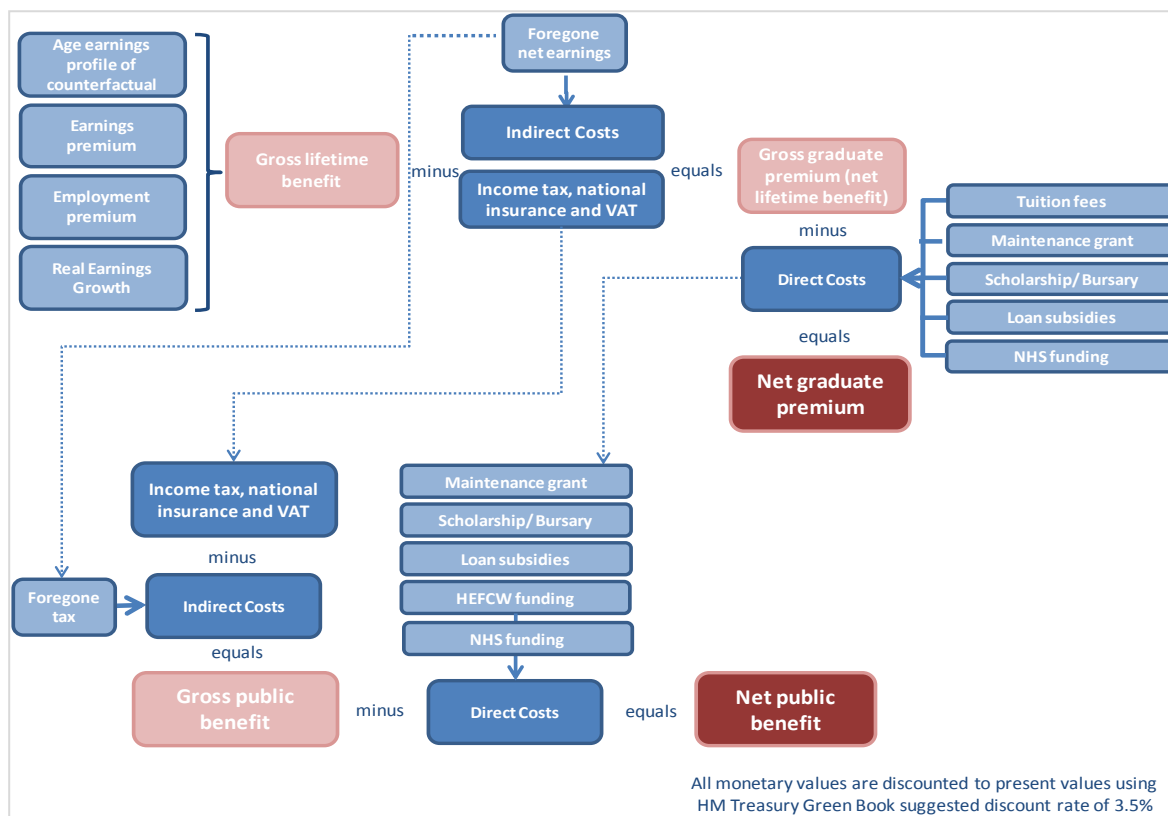 Age earnings
profile of
counterfactual
Earnings
premium
Employment
premium
Real Earnings
Growth
Gross lifetime
benefit
minus
Foregone
net earnings
Indirect Costs
Income tax, national
insurance and VAT
equals
Gross graduate
premium (net
lifetime benefit)
minus
Direct Costs
equals
Net graduate
premium
Tuition fees
Maintenance grant
Scholarship/ Bursary
Loan subsidies
NHS funding
Income tax, national
insurance and VAT
minus
Foregone
tax
Indirect Costs
equals
Gross public
benefit
minus
Maintenance grant
Scholarship/ Bursary
Loan subsidies
HEFCW funding
NHS funding
Direct Costs
equals
Net public
benefit
All monetary values are discounted to present values using
HM Treasury Green Book suggested discount rate of 3.5%